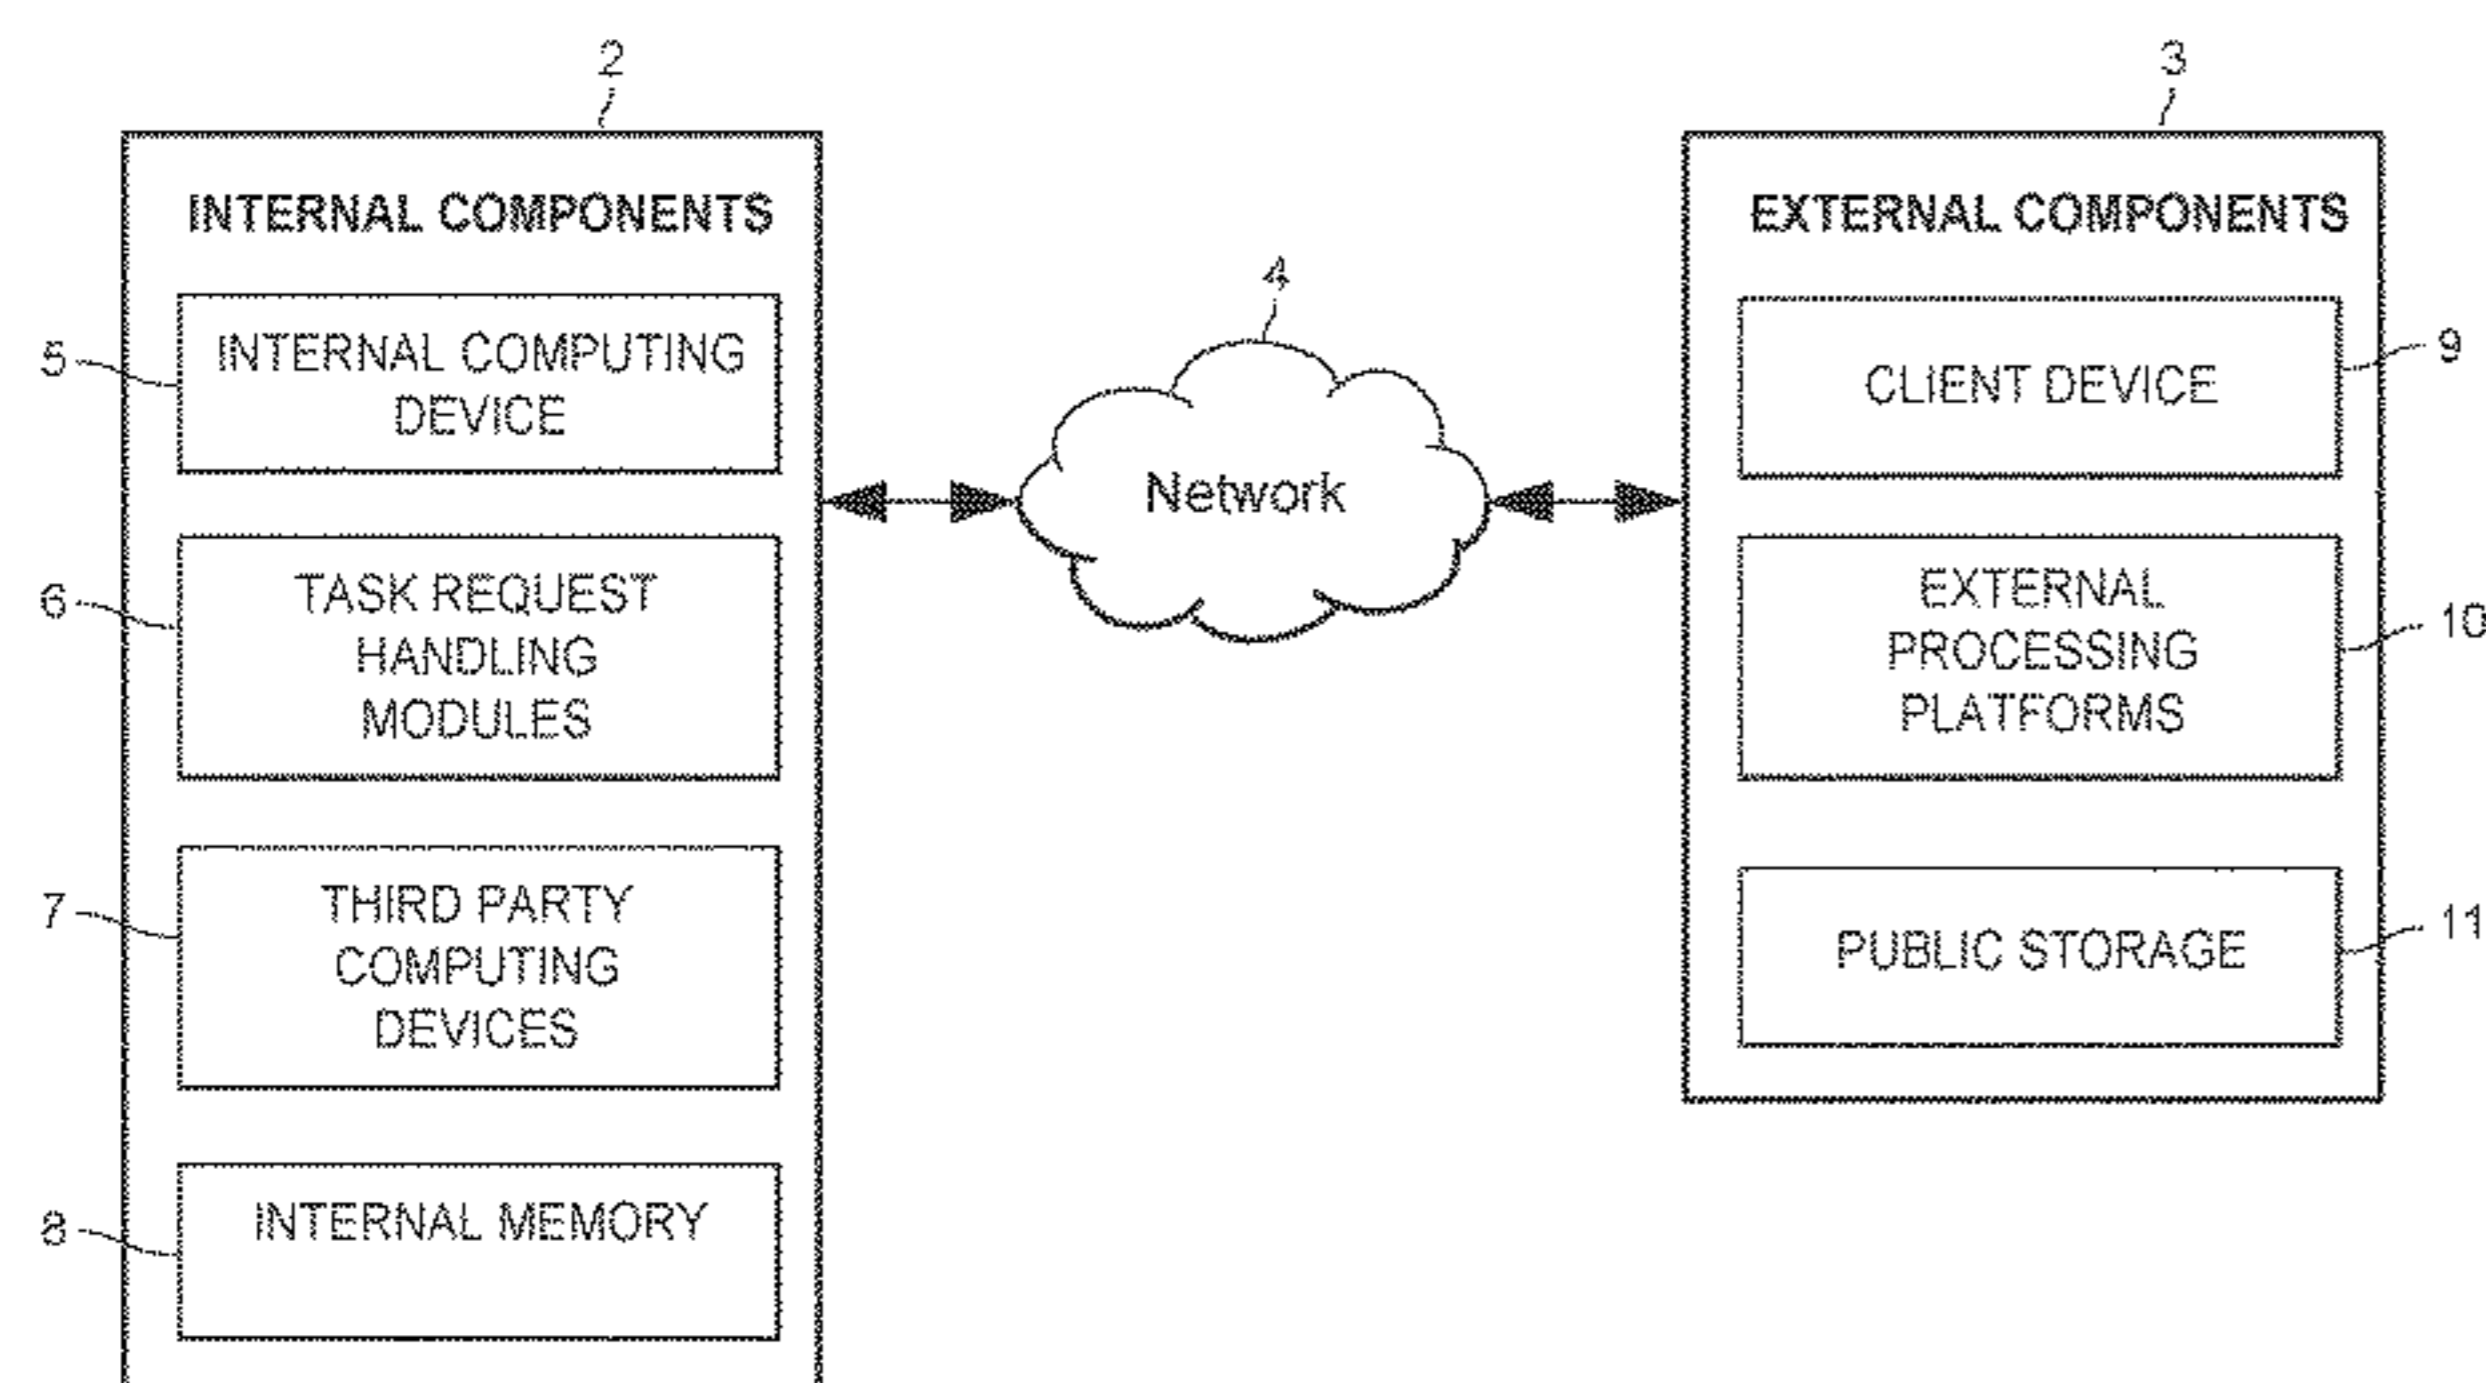 2
INTERNAL COMPONENTS
5
INTERNAL COMPUTING
DEVICE
6
TASK REQUEST
HANDLING
MODULES
7
THIRD PARTY
COMPUTING
DEVICES
8
INTERNAL MEMORY
4
Network
3
EXTERNAL COMPONENTS
CLIENT DEVICE
9
EXTERNAL
PROCESSING
PLATFORMS
10
PUBLIC STORAGE
11